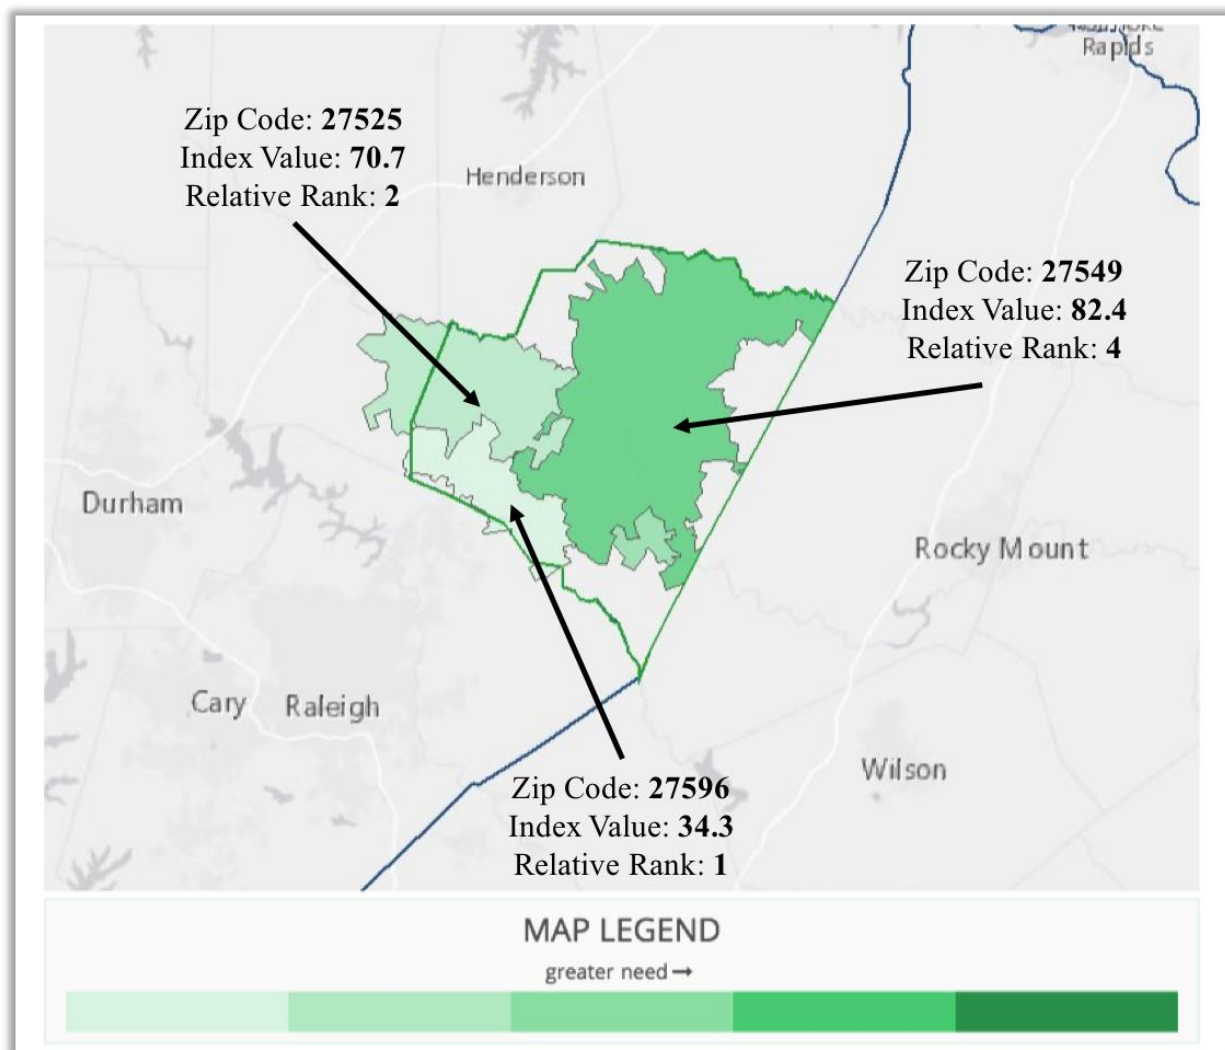 Rapids
Zip Code: 27525
Index Value: 70.7
Relative Rank: 2
Henderson
Zip Code: 27549
Index Value: 82.4
Relative Rank: 4
Durham
Rocky Mount
Cary
Raleigh
Wilson
Zip Code: 27596
Index Value: 34.3
Relative Rank: 1
MAP LEGEND
greater need→